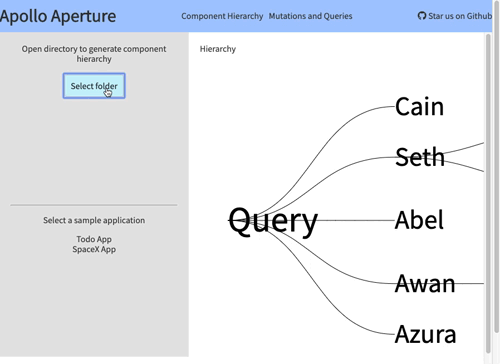 Apollo Aperture
Component Hierarchy Mutations and Queries
Star us on Github
Open directory to generate component
hierarchy
Select folder
Select a sample application
Todo App
SpaceX App
Hierarchy
Query
Cain
Seth
Abel
Awan
Azura